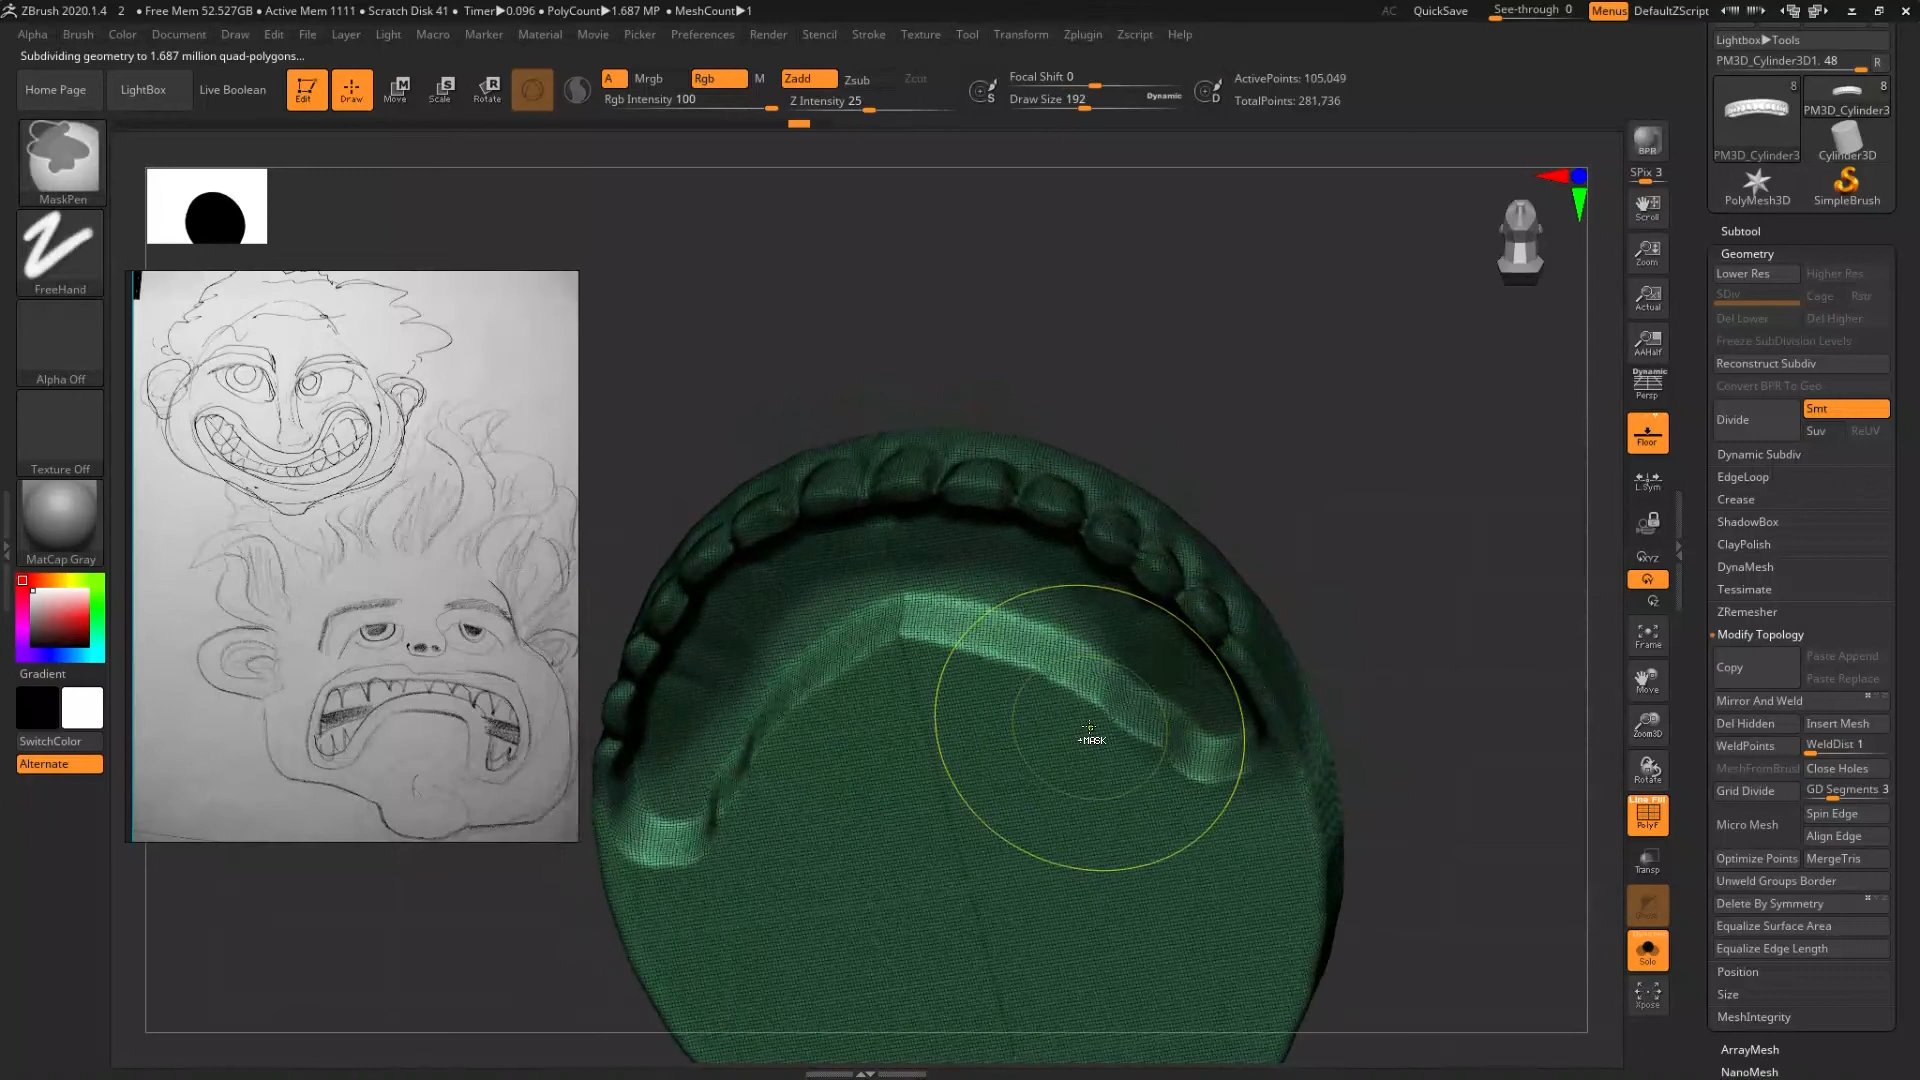 ZBrush 2020.1.4 2 • Free Mem 52.527GB • Active Mem 1111 • Scratch Disk 41 • Timer▶0.096 • PolyCount▶1.687 MP • MeshCount▶1 AC QuickSave See-through 0 Menus DefaultZScript
Alpha Brush Color Document Draw Edit File Layer Light Macro Marker Material Movie Picker Preferences Render Stencil Stroke Texture Tool Transform Zplugin Zscript Help
Subdividing geometry to 1.687 million quad-polygons...
Home Page LightBox Live Boolean
Edit Draw Move Scale Rotate
A Mrgb Rgb M Zadd Zsub Zcut
Rgb Intensity 100 Z Intensity 25
S Focal Shift 0
Draw Size 192 Dynamic D
ActivePoints: 105,049
TotalPoints: 281,736
MaskPen
FreeHand
Alpha Off
Texture Off
MatCap Gray
Gradient
SwitchColor
Alternate
+MASK
BPR
SPix 3
Scroll
Zoom
Actual
AAHalf
Dynamic
Persp
Floor
L.Sym
Frame
Move
Zoom3D
Rotate
Line Fill
PolyF
Transp
Solo
Xpose
Lightbox▶Tools
PM3D_Cylinder3D1. 48 R
8 8
PM3D_Cylinder3
PM3D_Cylinder3 Cylinder3D
PolyMesh3D SimpleBrush
Subtool
Geometry
Lower Res Higher Res
SDiv Cage Rstr
Del Lower Del Higher
Freeze SubDivision Levels
Reconstruct Subdiv
Convert BPR To Geo
Divide Smt
Suv ReUV
Dynamic Subdiv
EdgeLoop
Crease
ShadowBox
ClayPolish
DynaMesh
Tessimate
ZRemesher
Modify Topology
Copy Paste Append
Paste Replace
Mirror And Weld
Del Hidden Insert Mesh
WeldPoints WeldDist 1
MeshFromBrush Close Holes
Grid Divide GD Segments 3
Micro Mesh Spin Edge
Align Edge
Optimize Points MergeTris
Unweld Groups Border
Delete By Symmetry
Equalize Surface Area
Equalize Edge Length
Position
Size
MeshIntegrity
ArrayMesh
NanoMesh